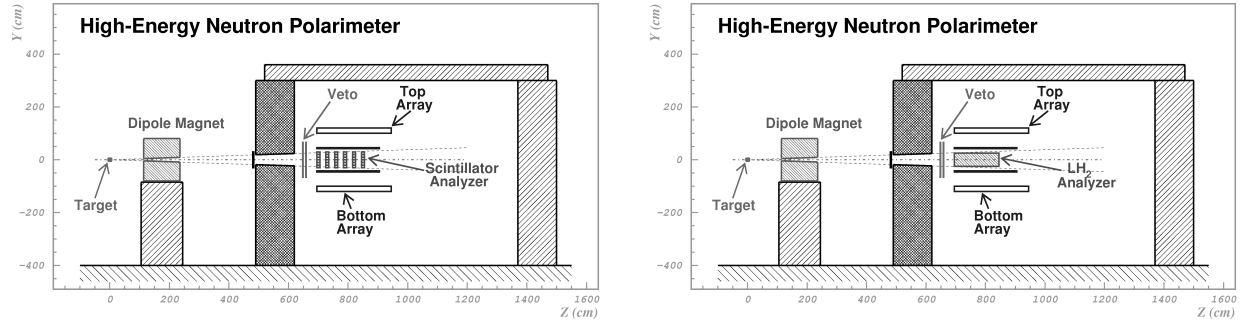 High-Energy Neutron Polarimeter
Y (cm)
400
200
0
−200
−400
Dipole Magnet
Target
Veto
Top
Array
Scintillator
Analyzer
Bottom
Array
0 200 400 600 800 1000 1200 1400 1600
Z (cm)
High-Energy Neutron Polarimeter
Y (cm)
400
200
0
−200
−400
Dipole Magnet
Target
Veto
Top
Array
LH2
Analyzer
Bottom
Array
0 200 400 600 800 1000 1200 1400 1600
Z (cm)